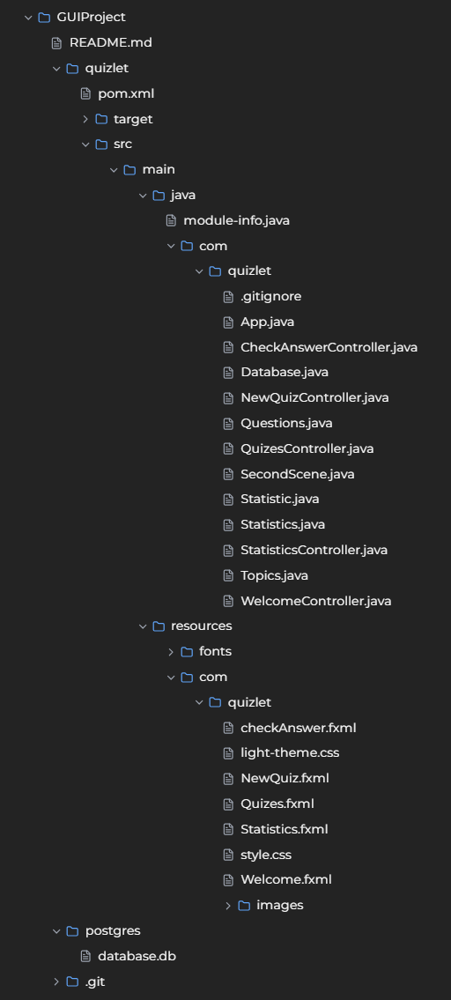 GUIProject
README.md
quizlet
pom.xml
target
src
main
java
module-info.java
com
quizlet
.gitignore
App.java
CheckAnswerController.java
Database.java
NewQuizController.java
Questions.java
QuizesController.java
SecondScene.java
Statistic.java
Statistics.java
StatisticsController.java
Topics.java
WelcomeController.java
resources
fonts
com
quizlet
checkAnswer.fxml
light-theme.css
NewQuiz.fxml
Quizes.fxml
Statistics.fxml
style.css
Welcome.fxml
images
postgres
database.db
.git